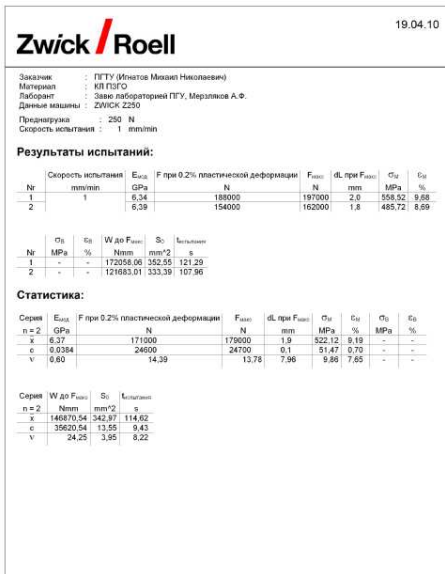 19.04.10
Zwick / Roell
Заказчик : ПГТУ (Игнатов Михаил Николаевич)
Материал : КП ПЗГО
Лаборант : Завю лабораторией ПГУ, Мерзляков А.Ф.
Данные машины : ZWICK Z250
Преднагрузка : 250 N
Скорость испытания : 1 mm/min
Результаты испытаний:
Скорость испытания Eмод F при 0.2% пластической деформации Fмакс dL при Fмакс σM εM
Nr mm/min GPa N N mm MPa %
1 1 6,34 188000 197000 2,0 558,52 9,68
2 6,39 154000 162000 1,8 485,72 8,69
σB εB W до Fмакс S0 tиспытания
Nr MPa % Nmm mm^2 s
1 - - 172058,06 352,55 121,29
2 - - 121683,01 333,39 107,96
Статистика:
Серия Eмод F при 0.2% пластической деформации Fмакс dL при Fмакс σM εM σB εB
n = 2 GPa N N mm MPa % MPa %
x̄ 6,37 171000 179000 1,9 522,12 9,19 - -
с 0,0384 24600 24700 0,1 51,47 0,70 - -
ν 0,60 14,39 13,78 7,96 9,86 7,65 - -
Серия W до Fмакс S0 tиспытания
n = 2 Nmm mm^2 s
x̄ 146870,54 342,97 114,62
с 35620,54 13,55 9,43
ν 24,25 3,95 8,22